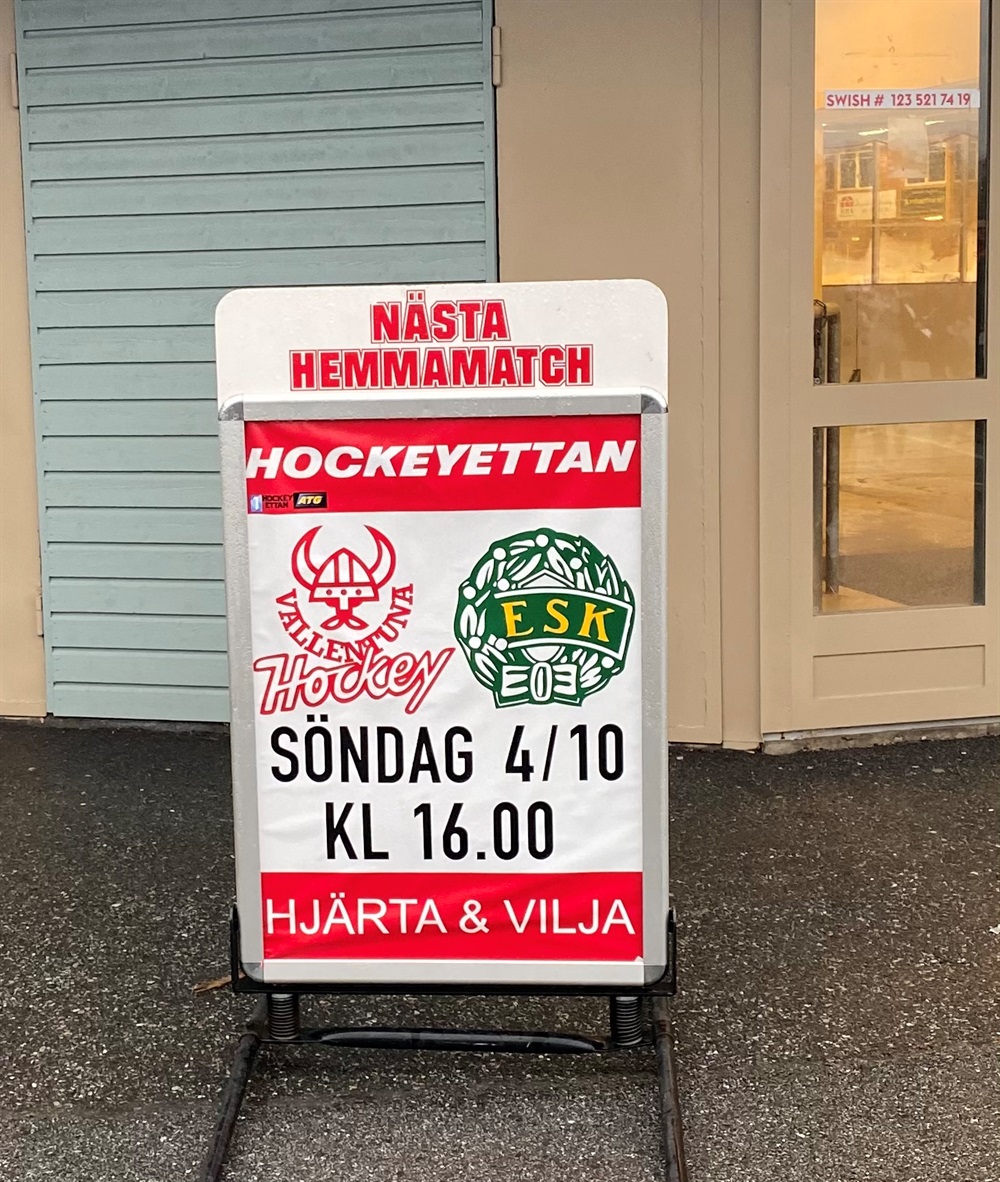 SWISH # 123 521 74 19
NÄSTA
HEMMAMATCH
HOCKEYETTAN
HOCKEY
ETTAN
ATG
VALLENTUNA
Hockey
ESK
SÖNDAG 4/10
KL 16.00
HJÄRTA & VILJA